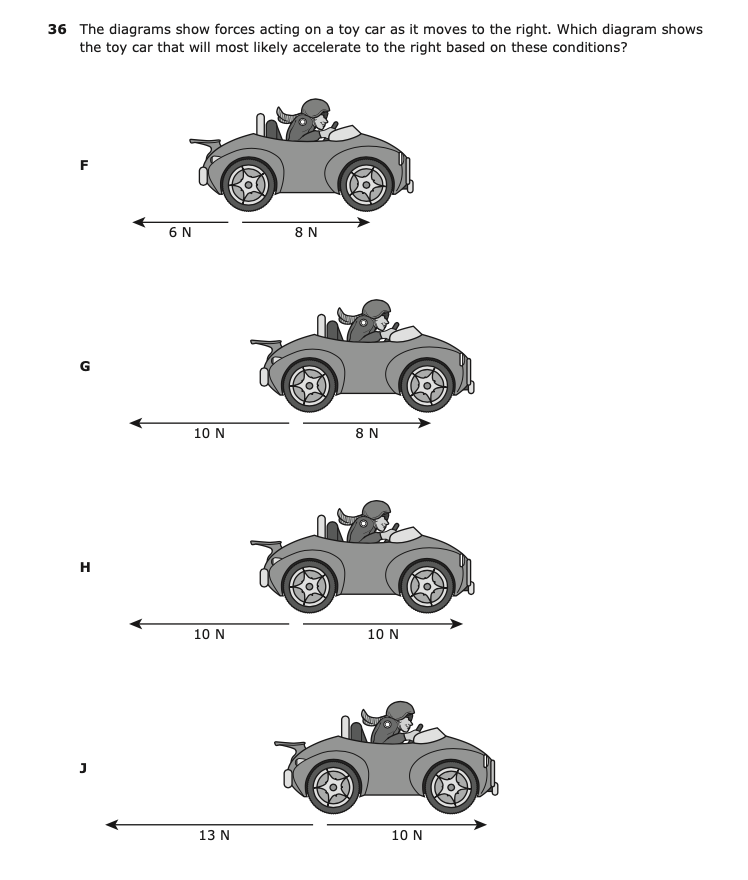 36 The diagrams show forces acting on a toy car as it moves to the right. Which diagram shows
the toy car that will most likely accelerate to the right based on these conditions?
F
6 N 8 N
G
10 N 8 N
H
10 N 10 N
J
13 N 10 N